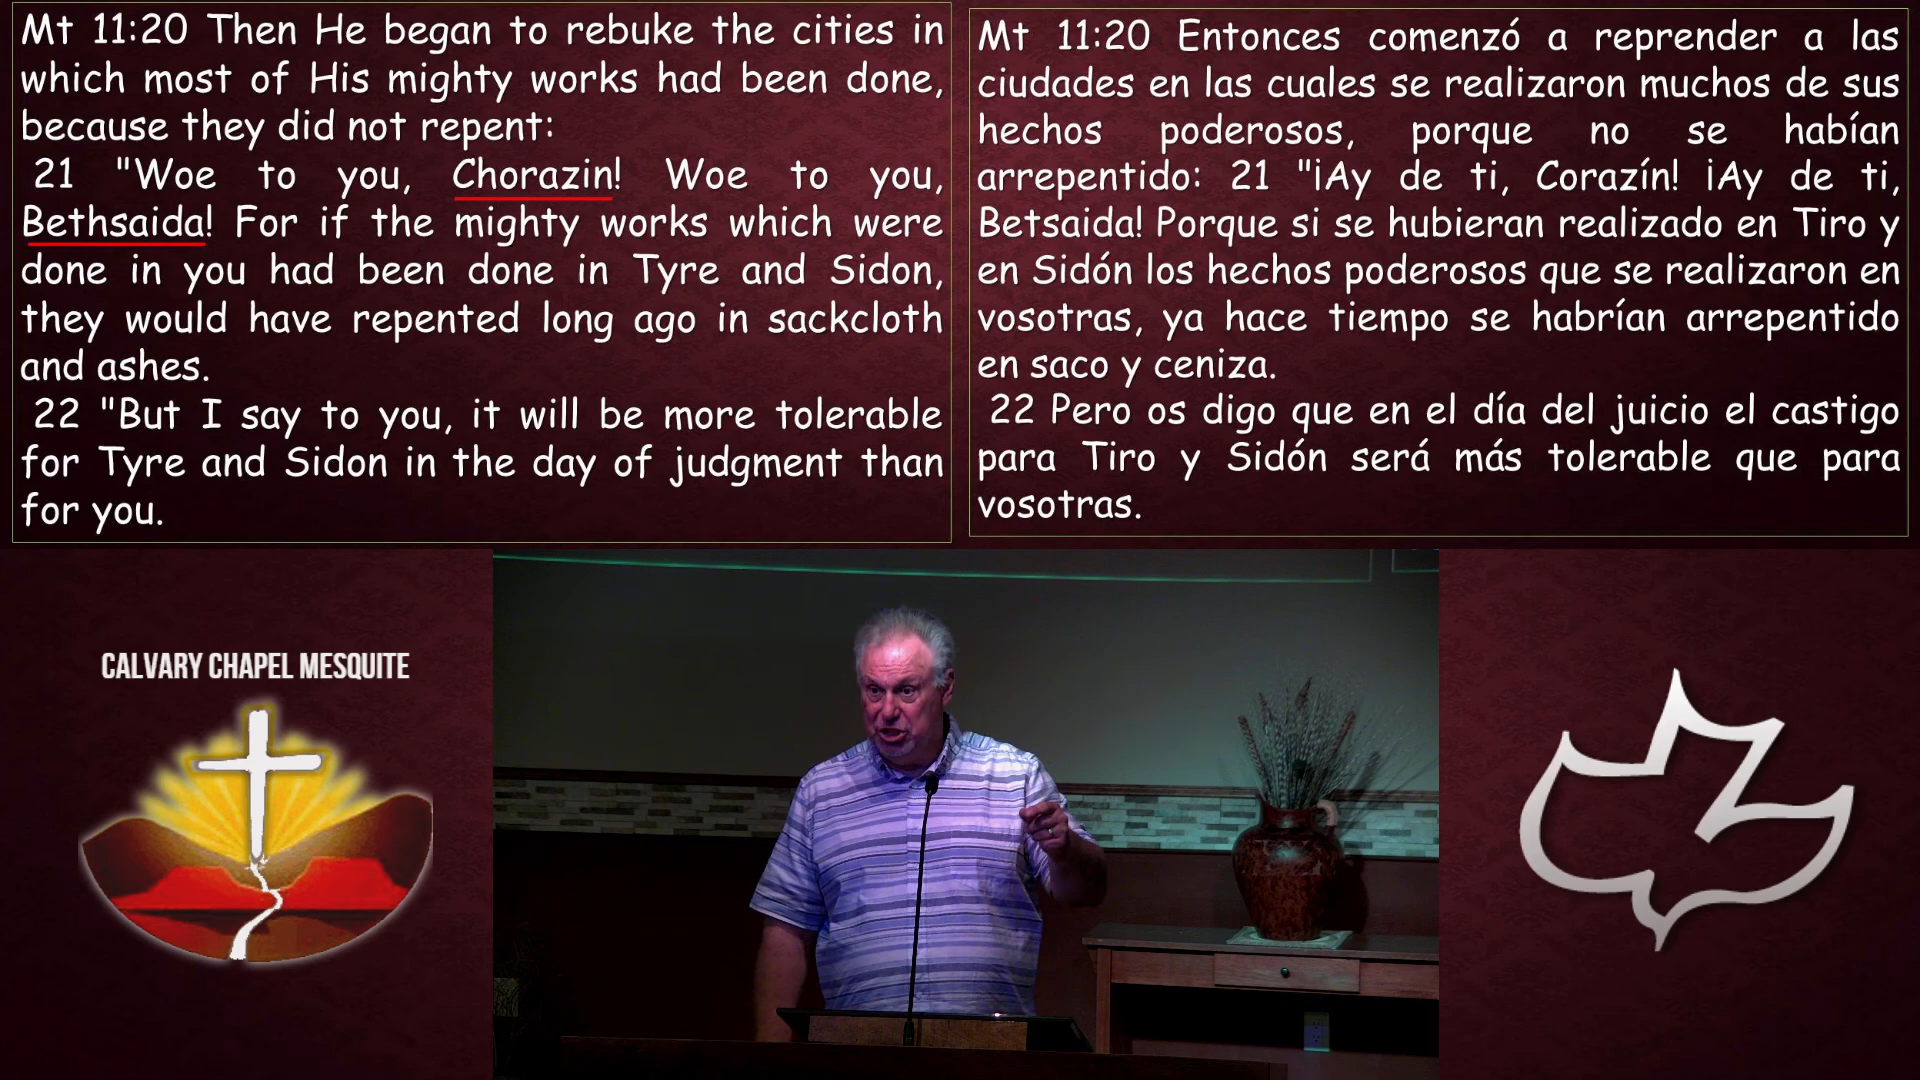 Mt 11:20 Then He began to rebuke the cities in
which most of His mighty works had been done,
because they did not repent:
21 "Woe to you, Chorazin! Woe to you,
Bethsaida! For if the mighty works which were
done in you had been done in Tyre and Sidon,
they would have repented long ago in sackcloth
and ashes.
22 "But I say to you, it will be more tolerable
for Tyre and Sidon in the day of judgment than
for you.
Mt 11:20 Entonces comenzó a reprender a las
ciudades en las cuales se realizaron muchos de sus
hechos poderosos, porque no se habían
arrepentido: 21 "¡Ay de ti, Corazín! ¡Ay de ti,
Betsaida! Porque si se hubieran realizado en Tiro y
en Sidón los hechos poderosos que se realizaron en
vosotras, ya hace tiempo se habrían arrepentido
en saco y ceniza.
22 Pero os digo que en el día del juicio el castigo
para Tiro y Sidón será más tolerable que para
vosotras.
CALVARY CHAPEL MESQUITE